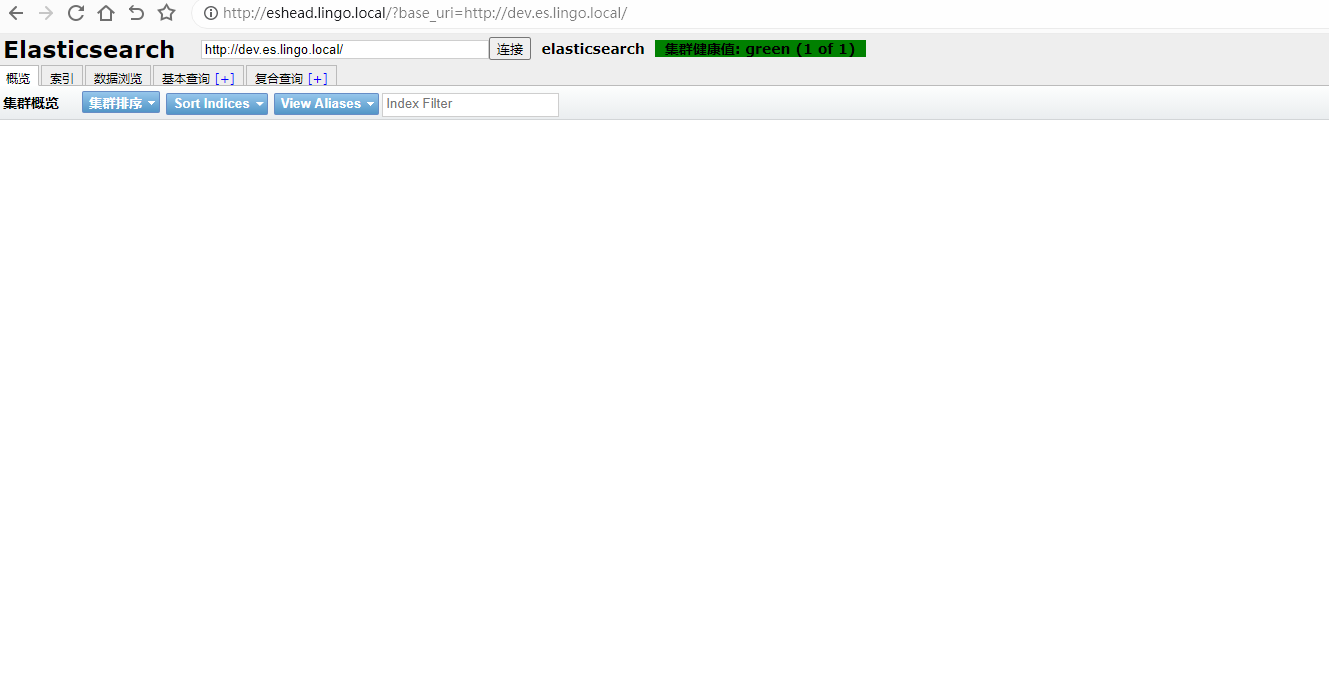 http://eshead.lingo.local/?base_uri=http://dev.es.lingo.local/
Elasticsearch http://dev.es.lingo.local/ 连接 elasticsearch 集群健康值: green (1 of 1)
概览 索引 数据浏览 基本查询 [+] 复合查询 [+]
集群概览 集群排序 Sort Indices View Aliases Index Filter